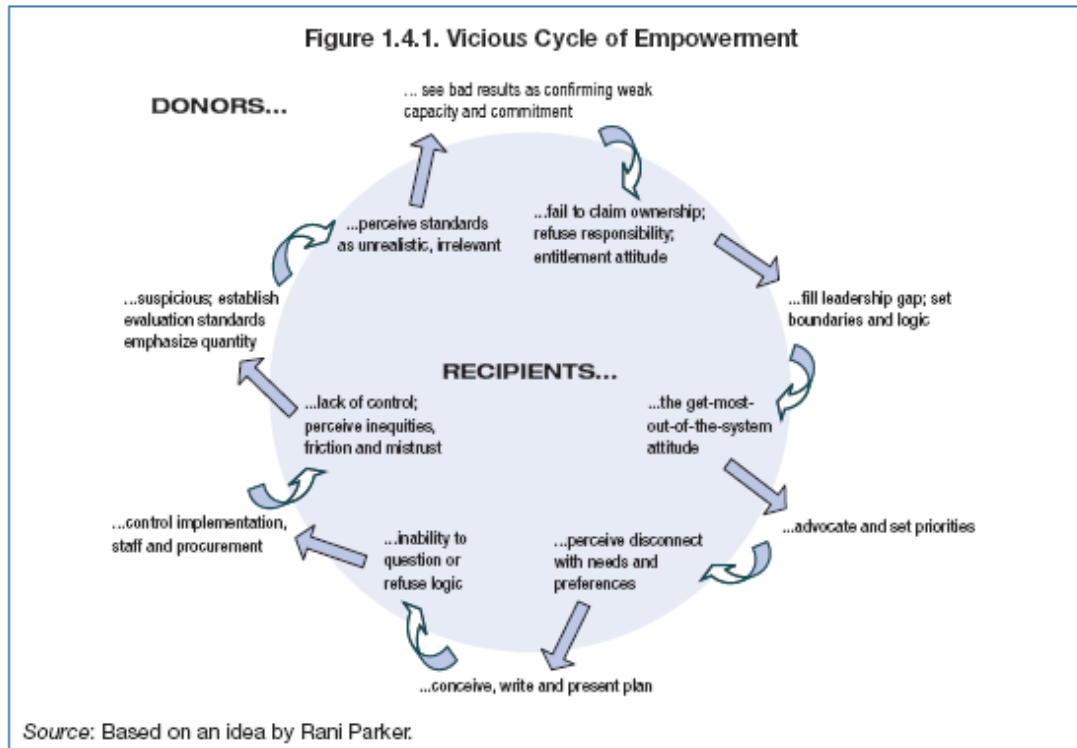 Figure 1.4.1. Vicious Cycle of Empowerment
DONORS...
... see bad results as confirming weak
capacity and commitment
...fail to claim ownership;
refuse responsibility;
entitlement attitude
...fill leadership gap; set
boundaries and logic
...the get-most-
out-of-the-system
attitude
...advocate and set priorities
...perceive disconnect
with needs and
preferences
...conceive, write and present plan
...inability to
question or
refuse logic
...control implementation,
staff and procurement
...lack of control;
perceive inequities,
friction and mistrust
...suspicious; establish
evaluation standards
emphasize quantity
...perceive standards
as unrealistic, irrelevant
RECIPIENTS...
Source: Based on an idea by Rani Parker.